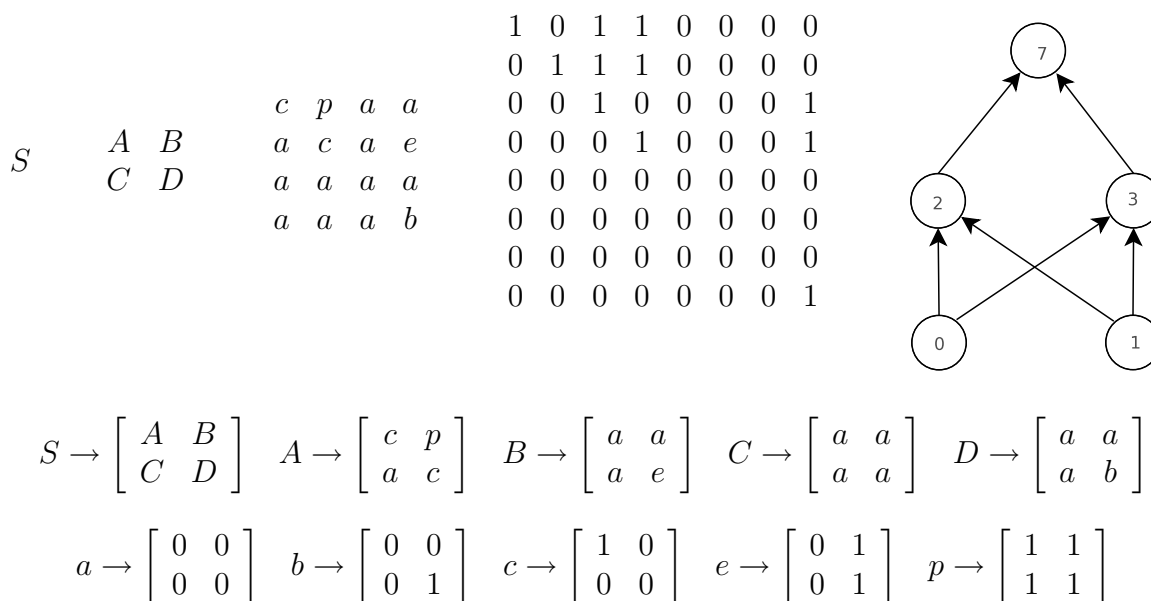 S
A B
C D
c p a a
a c a e
a a a a
a a a b
1 0 1 1 0 0 0 0
0 1 1 1 0 0 0 0
0 0 1 0 0 0 0 1
0 0 0 1 0 0 0 1
0 0 0 0 0 0 0 0
0 0 0 0 0 0 0 0
0 0 0 0 0 0 0 0
0 0 0 0 0 0 0 1
7
2 3
0 1
S → [ A B
C D ]
A → [ c p
a c ]
B → [ a a
a e ]
C → [ a a
a a ]
D → [ a a
a b ]
a → [ 0 0
0 0 ]
b → [ 0 0
0 1 ]
c → [ 1 0
0 0 ]
e → [ 0 1
0 1 ]
p → [ 1 1
1 1 ]